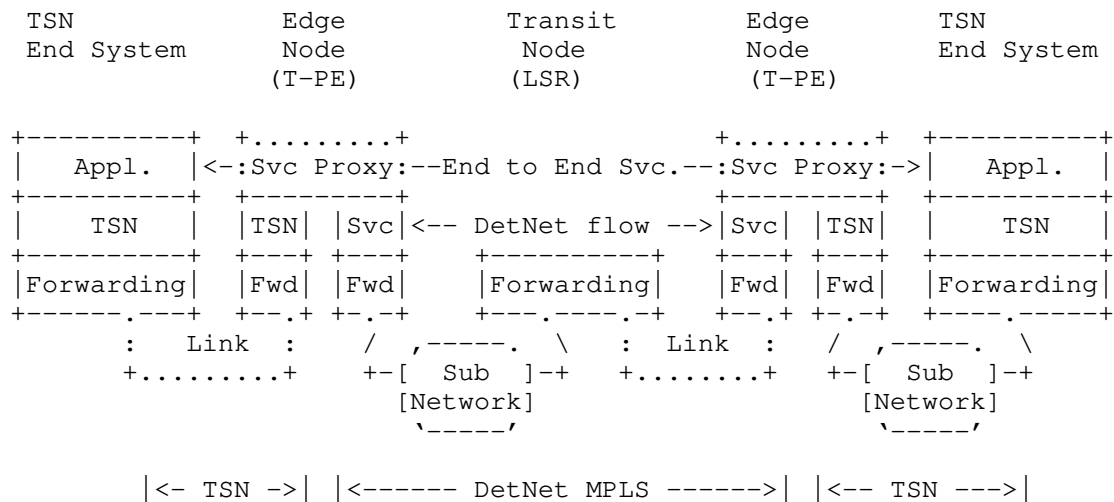 TSN              Edge          Transit        Edge          TSN
End System       Node           Node          Node          End System
                (T-PE)         (LSR)         (T-PE)

+----------+  +.........+                    +.........+  +----------+
|   Appl.  |<-:Svc Proxy:--End to End Svc.--:Svc Proxy:->|   Appl.  |
+----------+  +---------+                    +---------+  +----------+
|    TSN   |  |TSN| |Svc|<-- DetNet flow -->|Svc| |TSN|  |    TSN   |
+----------+  +---+ +---+    +----------+    +---+ +---+  +----------+
|Forwarding|  |Fwd| |Fwd|    |Forwarding|    |Fwd| |Fwd|  |Forwarding|
+------.---+  +--.+ +-.-+    +---.----.-+    +--.+ +-.-+  +----.-----+
       :   Link  :    /  ,-----.  \   :   Link  :    /  ,-----.  \
       +.........+    +-[  Sub  ]-+   +........+    +-[  Sub  ]-+
                        [Network]                     [Network]
                         `-----'                       `-----'

        |<- TSN ->| |<------ DetNet MPLS ------>| |<-- TSN --->|